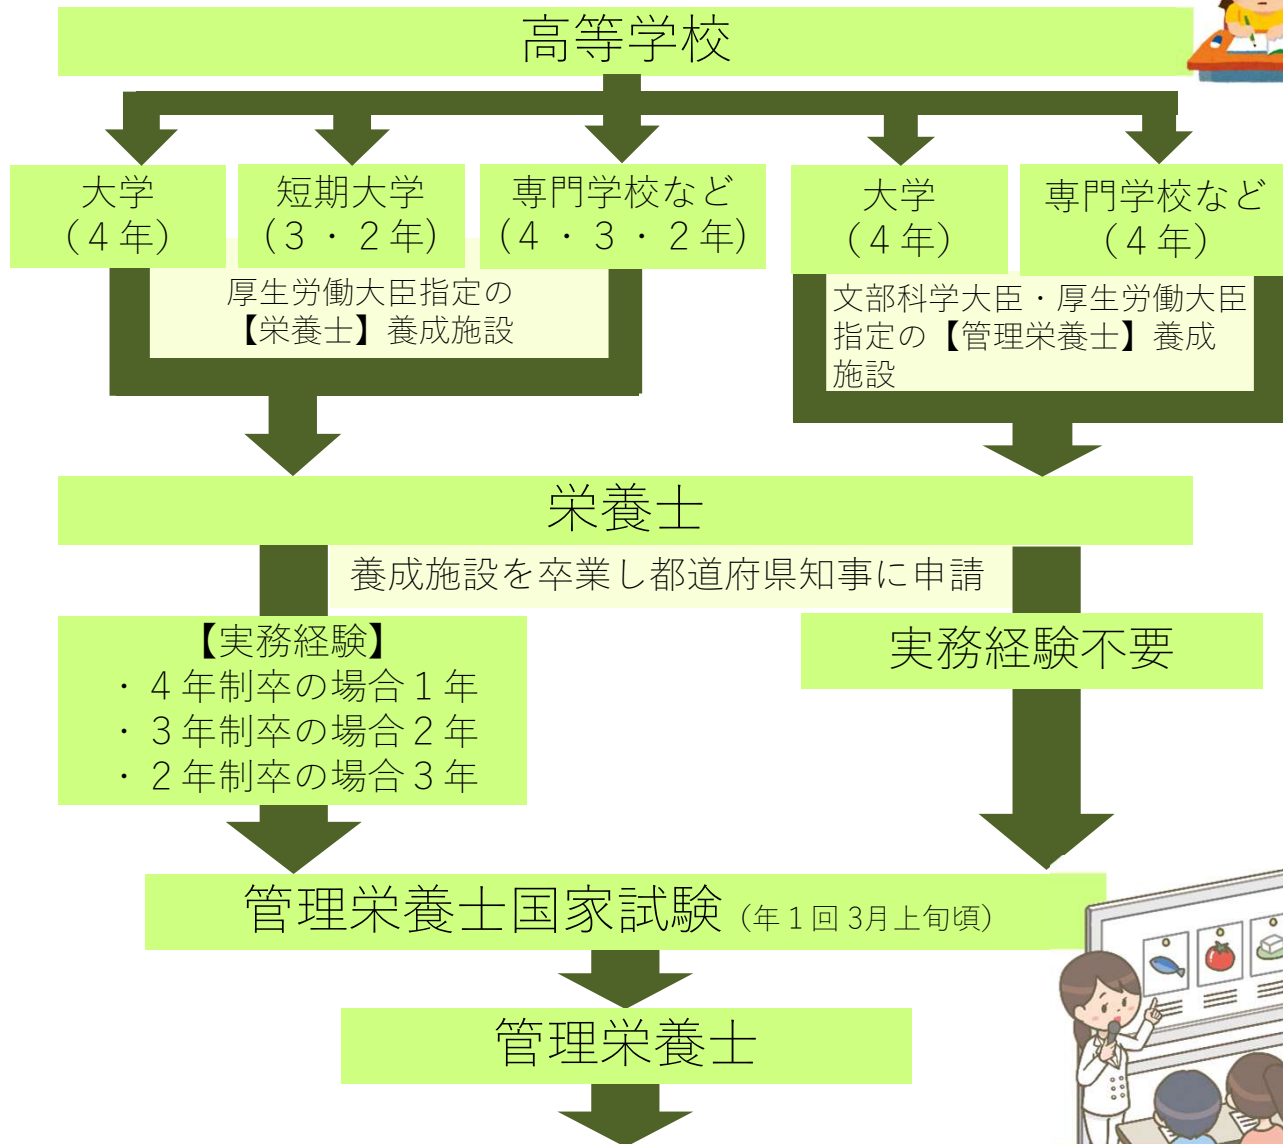 高等学校
大学
（４年）
短期大学
（３・２年）
専門学校など
（４・３・２年）
大学
（４年）
専門学校など
（４年）
厚生労働大臣指定の
【栄養士】養成施設
文部科学大臣・厚生労働大臣
指定の【管理栄養士】養成
施設
栄養士
養成施設を卒業し都道府県知事に申請
【実務経験】
・４年制卒の場合１年
・３年制卒の場合２年
・２年制卒の場合３年
実務経験不要
管理栄養士国家試験（年１回 3月上旬頃）
管理栄養士